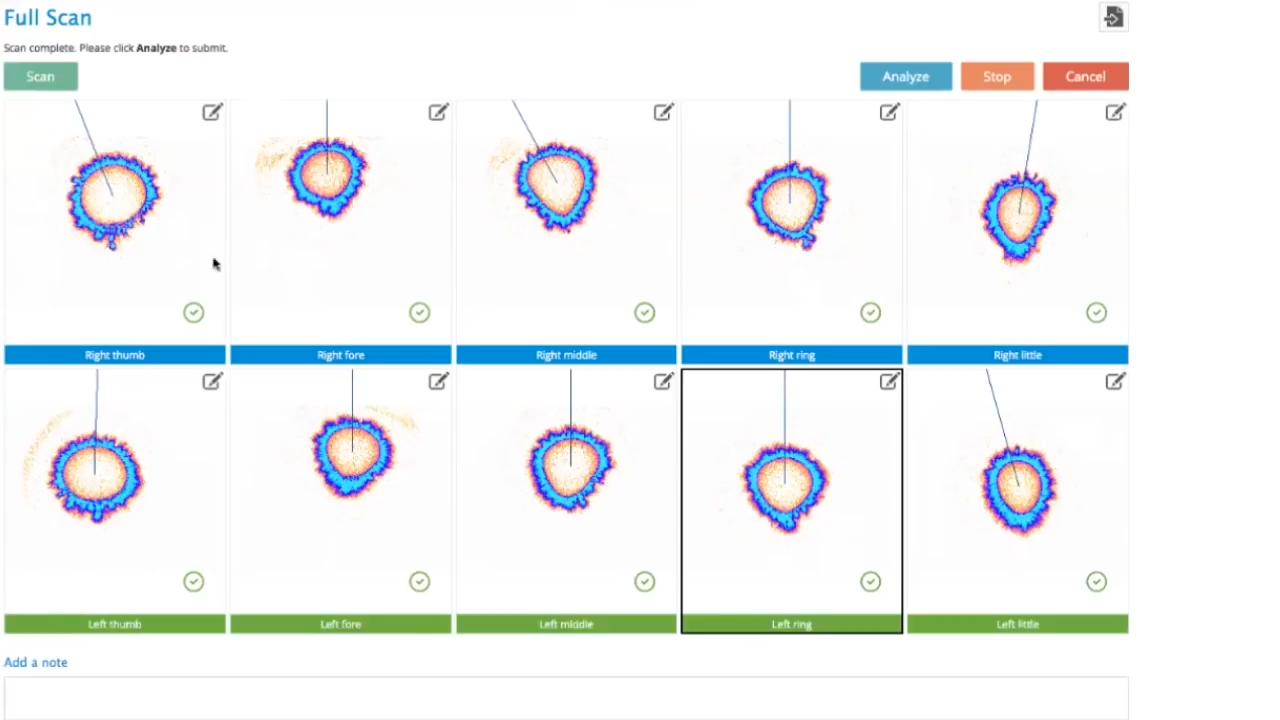 Full Scan
Scan complete. Please click Analyze to submit.
Scan
Analyze
Stop
Cancel
Right thumb
Right fore
Right middle
Right ring
Right little
Left thumb
Left fore
Left middle
Left ring
Left little
Add a note